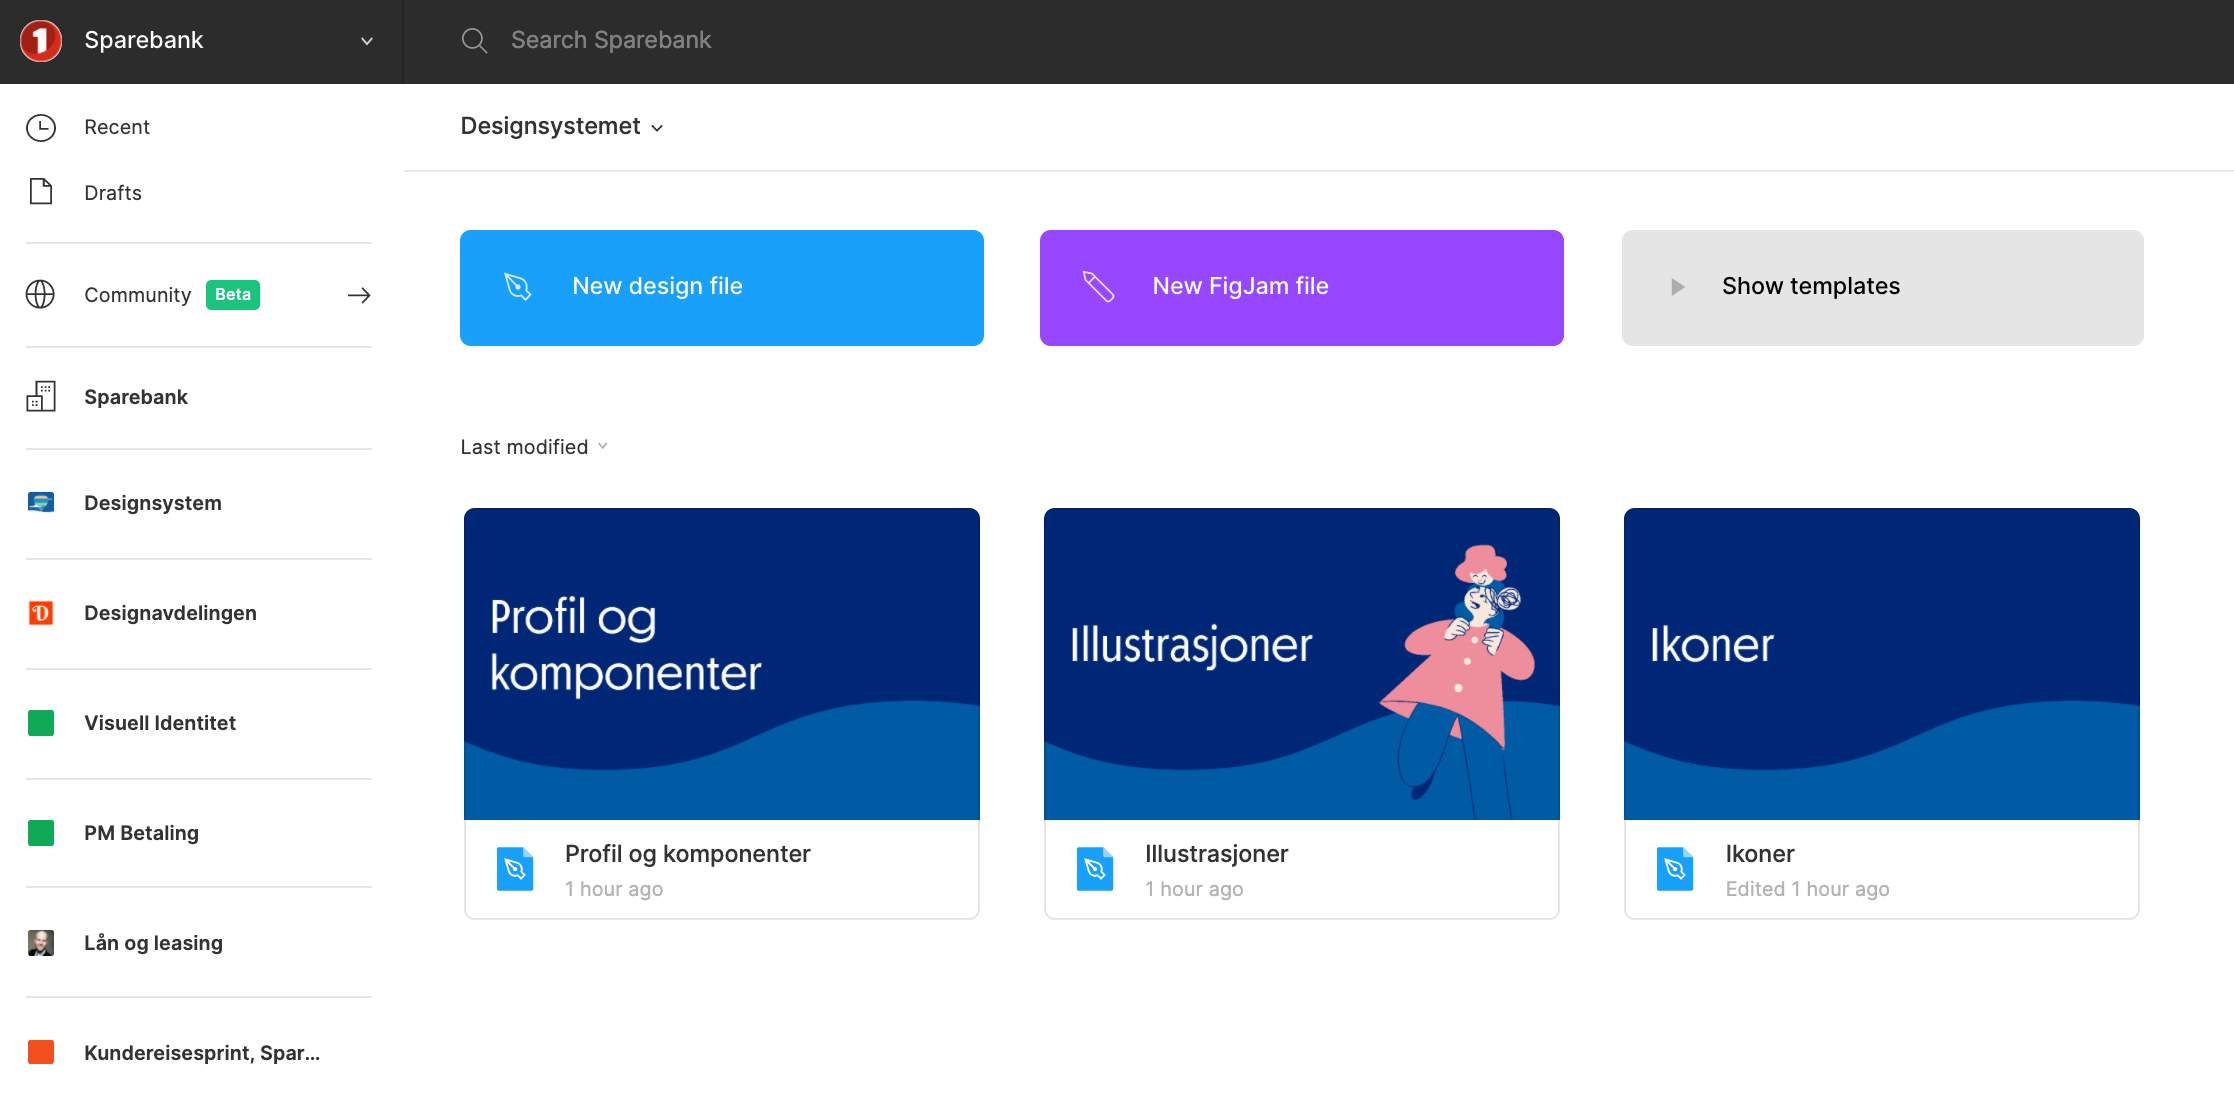 1 Sparebank
Search Sparebank
Recent
Drafts
Community Beta
Sparebank
Designsystem
D Designavdelingen
Visuell Identitet
PM Betaling
Lån og leasing
Kundereisesprint, Spar...
Designsystemet
New design file
New FigJam file
Show templates
Last modified
Profil og
komponenter
Profil og komponenter
1 hour ago
Illustrasjoner
Illustrasjoner
1 hour ago
Ikoner
Ikoner
Edited 1 hour ago